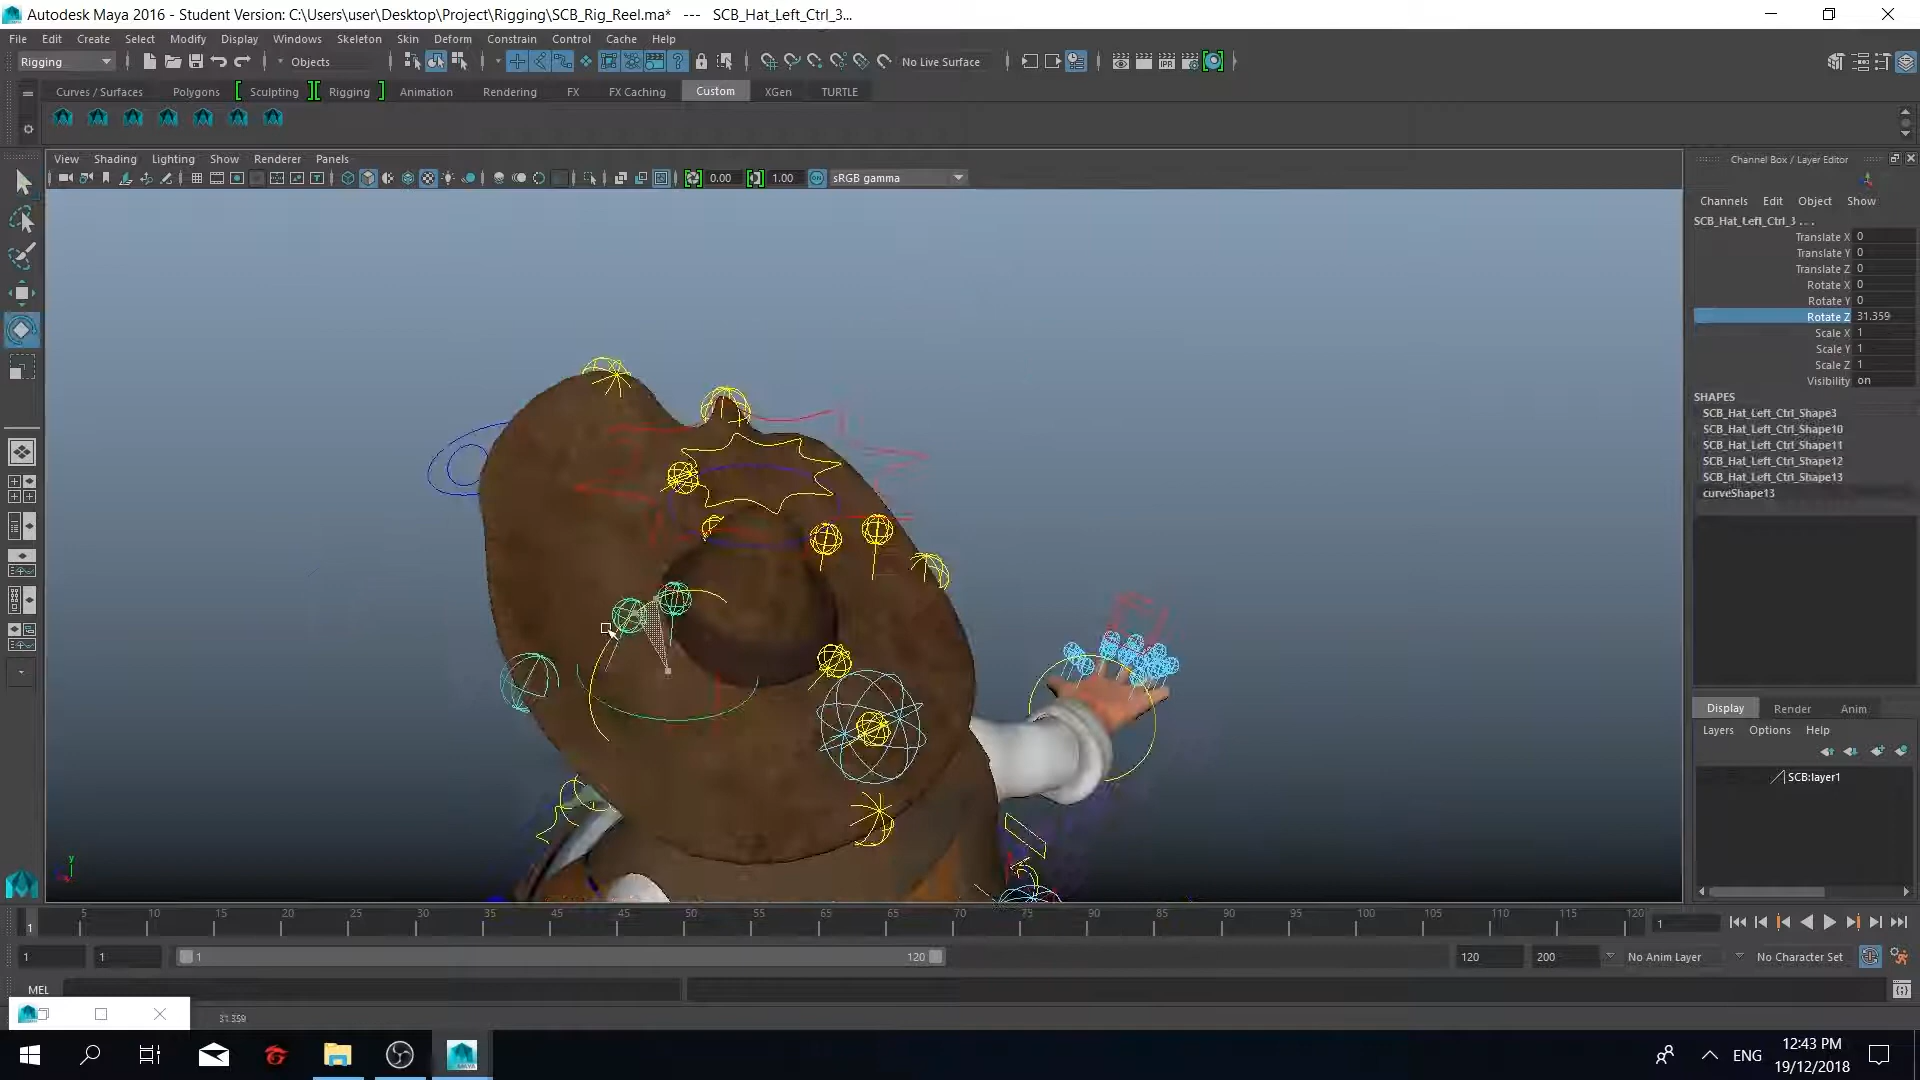 Autodesk Maya 2016 - Student Version: C:\Users\user\Desktop\Project\Rigging\SCB_Rig_Reel.ma* --- SCB_Hat_Left_Ctrl_3...
File Edit Create Select Modify Display Windows Skeleton Skin Deform Constrain Control Cache Help
Rigging Objects No Live Surface
Curves / Surfaces Polygons Sculpting Rigging Animation Rendering FX FX Caching Custom XGen TURTLE
View Shading Lighting Show Renderer Panels
0.00 1.00 sRGB gamma
Channel Box / Layer Editor
Channels Edit Object Show
SCB_Hat_Left_Ctrl_3 ...
Translate X 0
Translate Y 0
Translate Z 0
Rotate X 0
Rotate Y 0
Rotate Z 31.359
Scale X 1
Scale Y 1
Scale Z 1
Visibility on
SHAPES
SCB_Hat_Left_Ctrl_Shape3
SCB_Hat_Left_Ctrl_Shape10
SCB_Hat_Left_Ctrl_Shape11
SCB_Hat_Left_Ctrl_Shape12
SCB_Hat_Left_Ctrl_Shape13
curveShape13
Display Render Anim
Layers Options Help
SCB:layer1
y
1 5 10 15 20 25 30 35 45 45 50 55 65 65 70 75 90 85 90 95 100 105 110 115 120 1
1 1 1 120 120 200 No Anim Layer No Character Set
MEL
31.359
ENG
12:43 PM
19/12/2018